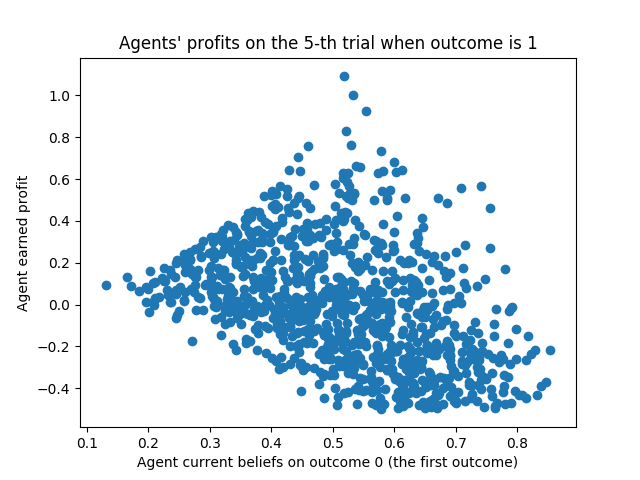 Agents' profits on the 5-th trial when outcome is 1
Agent earned profit
1.0
0.8
0.6
0.4
0.2
0.0
−0.2
−0.4
0.1 0.2 0.3 0.4 0.5 0.6 0.7 0.8
Agent current beliefs on outcome 0 (the first outcome)